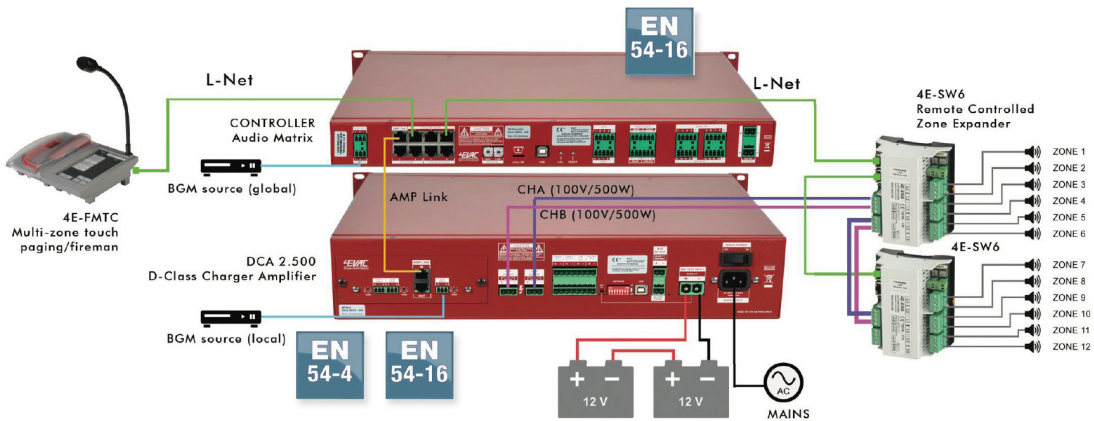 EN
54-16
L-Net
L-Net
4E-SW6
Remote Controlled
Zone Expander
CONTROLLER
Audio Matrix
4EVAC
ZONE 1
ZONE 2
ZONE 3
ZONE 4
ZONE 5
ZONE 6
BGM source (global)
4E-FMTC
Multi-zone touch
paging/fireman
AMP Link
CHA (100V/500W)
CHB (100V/500W)
DCA 2.500
D-Class Charger Amplifier
4EVAC
4E-SW6
ZONE 7
ZONE 8
ZONE 9
ZONE 10
ZONE 11
ZONE 12
BGM source (local)
EN
54-4
EN
54-16
+ −
12 V
+ −
12 V
AC
MAINS